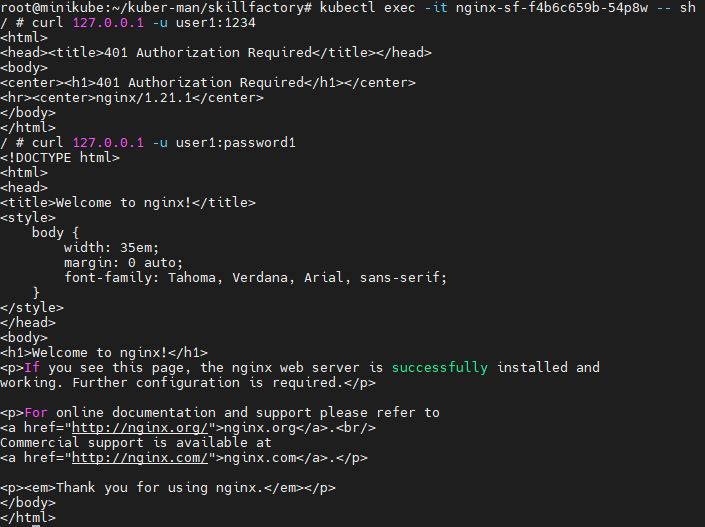 root@minikube:~/kuber-man/skillfactory# kubectl exec -it nginx-sf-f4b6c659b-54p8w -- sh
/ # curl 127.0.0.1 -u user1:1234
<html>
<head><title>401 Authorization Required</title></head>
<body>
<center><h1>401 Authorization Required</h1></center>
<hr><center>nginx/1.21.1</center>
</body>
</html>
/ # curl 127.0.0.1 -u user1:password1
<!DOCTYPE html>
<html>
<head>
<title>Welcome to nginx!</title>
<style>
    body {
        width: 35em;
        margin: 0 auto;
        font-family: Tahoma, Verdana, Arial, sans-serif;
    }
</style>
</head>
<body>
<h1>Welcome to nginx!</h1>
<p>If you see this page, the nginx web server is successfully installed and
working. Further configuration is required.</p>

<p>For online documentation and support please refer to
<a href="http://nginx.org/">nginx.org</a>.<br/>
Commercial support is available at
<a href="http://nginx.com/">nginx.com</a>.</p>

<p><em>Thank you for using nginx.</em></p>
</body>
</html>